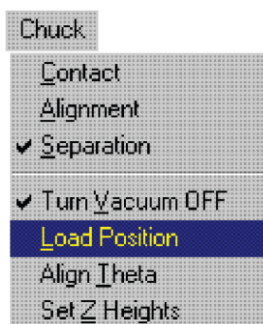 Chuck
Contact
Alignment
Separation
Turn Vacuum OFF
Load Position
Align Theta
Set Z Heights